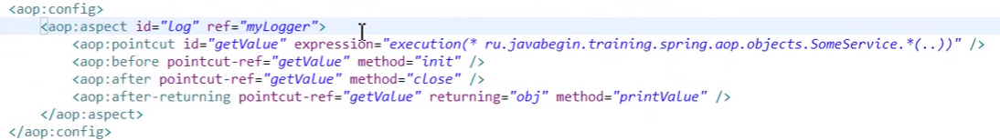 <aop:config>
<aop:aspect id="log" ref="myLogger">
<aop:pointcut id="getValue" expression="execution(* ru.javabegin.training.spring.aop.objects.SomeService.*(..))" />
<aop:before pointcut-ref="getValue" method="init" />
<aop:after pointcut-ref="getValue" method="close" />
<aop:after-returning pointcut-ref="getValue" returning="obj" method="printValue" />
</aop:aspect>
</aop:config>